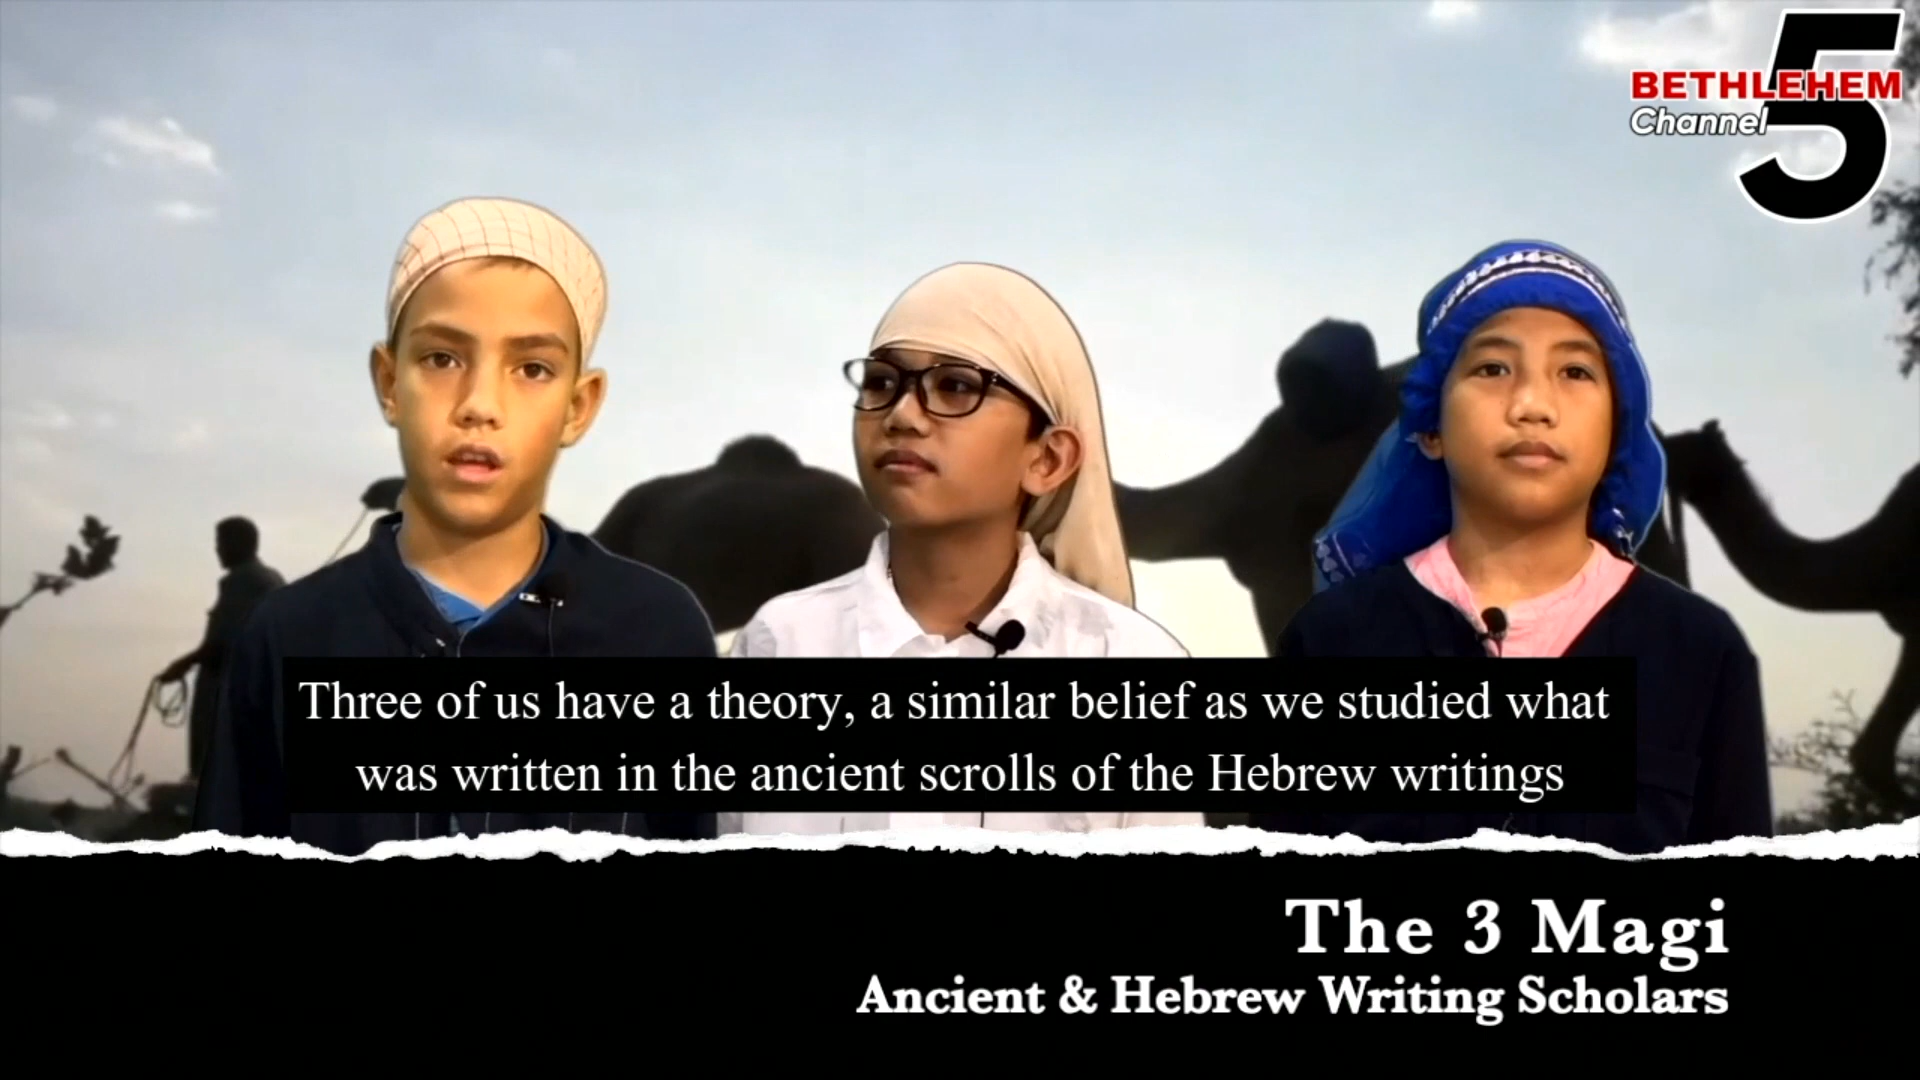 5
BETHLEHEM
Channel
Three of us have a theory, a similar belief as we studied what
was written in the ancient scrolls of the Hebrew writings
The 3 Magi
Ancient & Hebrew Writing Scholars